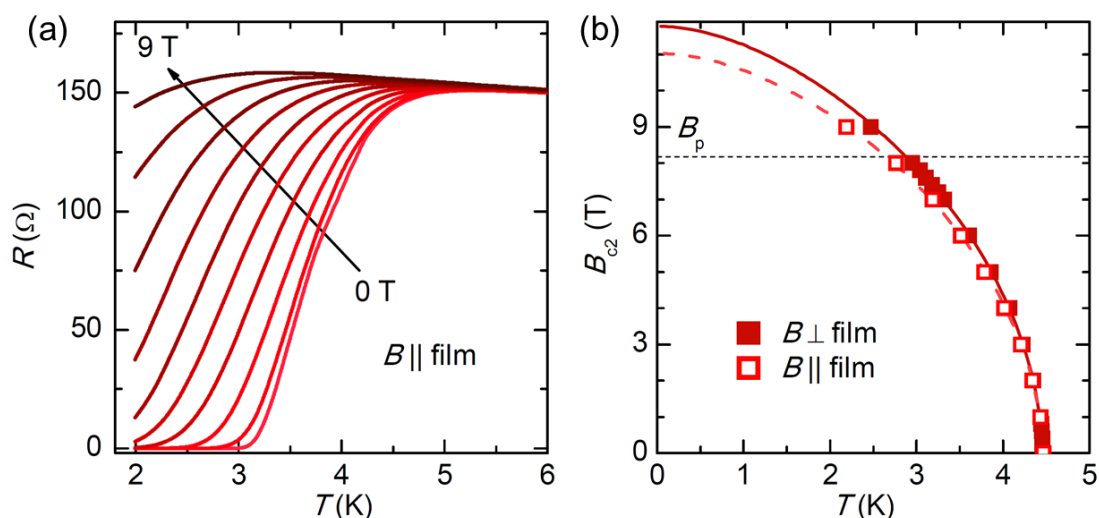 (a)
9 T
0 T
B || film
150
100
50
0
R (Ω)
2 3 4 5 6
T (K)
(b)
B_p
B ⊥ film
B || film
9
6
3
0
B_c2 (T)
0 1 2 3 4 5
T (K)